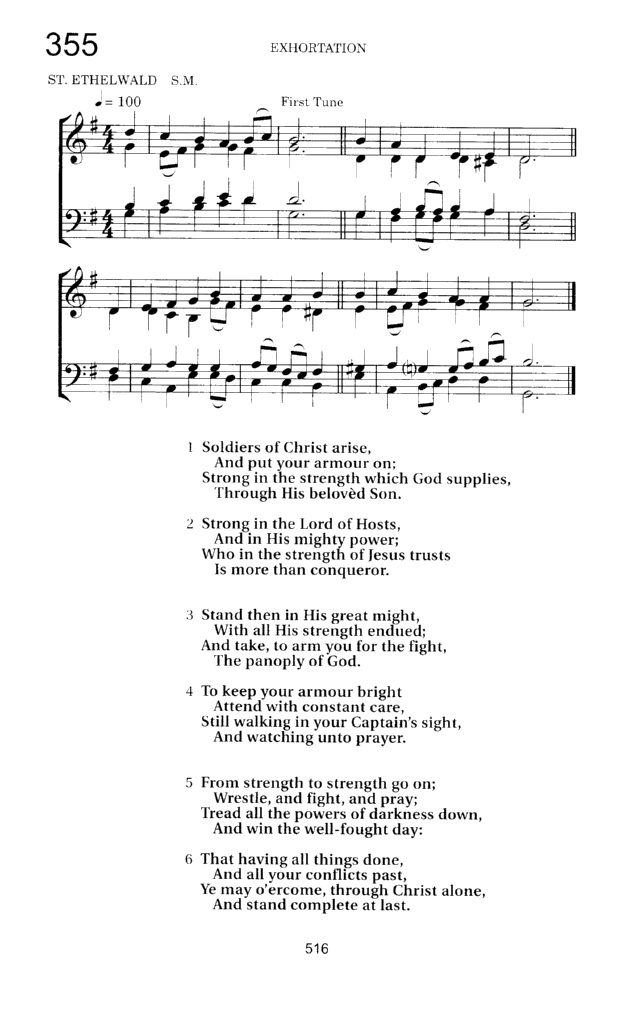 355
EXHORTATION
ST. ETHELWALD S.M.
♩= 100
First Tune
1 Soldiers of Christ arise,
And put your armour on;
Strong in the strength which God supplies,
Through His belovèd Son.
2 Strong in the Lord of Hosts,
And in His mighty power;
Who in the strength of Jesus trusts
Is more than conqueror.
3 Stand then in His great might,
With all His strength endued;
And take, to arm you for the fight,
The panoply of God.
4 To keep your armour bright
Attend with constant care,
Still walking in your Captain's sight,
And watching unto prayer.
5 From strength to strength go on;
Wrestle, and fight, and pray;
Tread all the powers of darkness down,
And win the well-fought day:
6 That having all things done,
And all your conflicts past,
Ye may o'ercome, through Christ alone,
And stand complete at last.
516